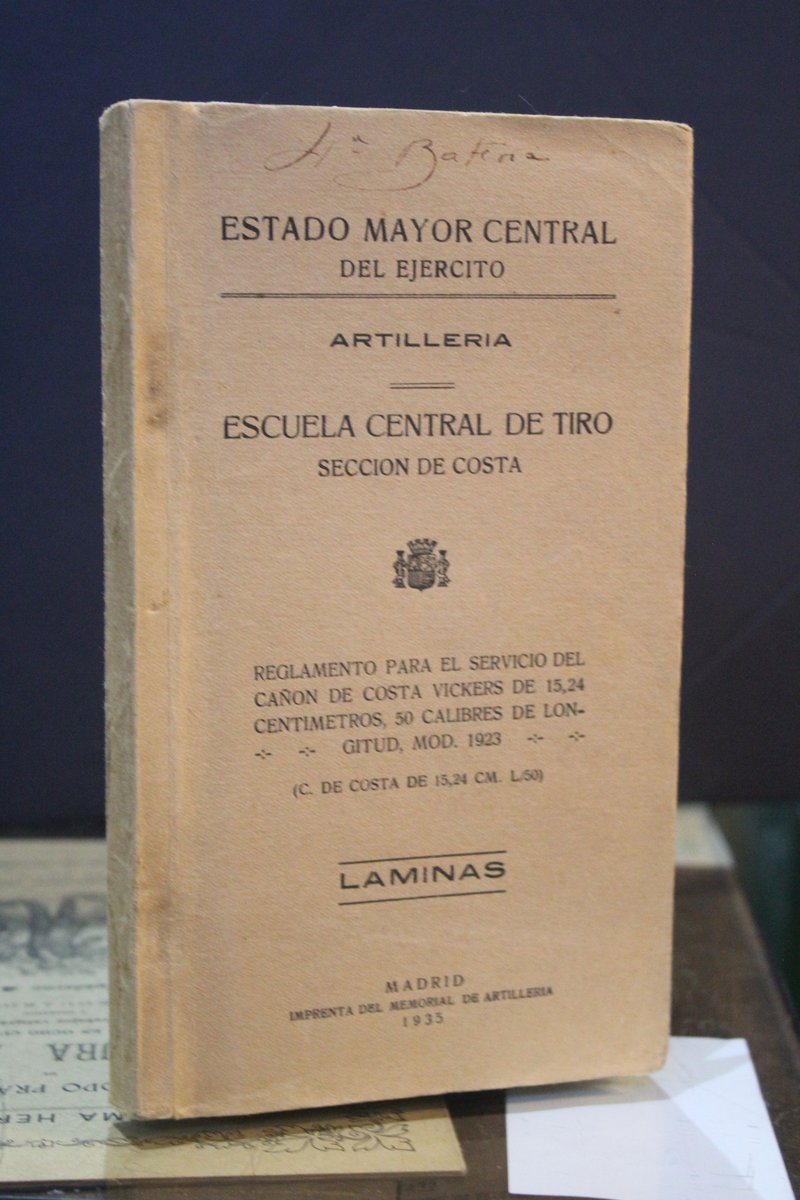 4ª Batería
ESTADO MAYOR CENTRAL
DEL EJERCITO
ARTILLERIA
ESCUELA CENTRAL DE TIRO
SECCION DE COSTA
REGLAMENTO PARA EL SERVICIO DEL
CAÑON DE COSTA VICKERS DE 15,24
CENTIMETROS, 50 CALIBRES DE LON-
-:- -:- GITUD, MOD. 1923 -:- -:-
(C. DE COSTA DE 15,24 CM. L/50)
LAMINAS
MADRID
IMPRENTA DEL MEMORIAL DE ARTILLERIA
1935